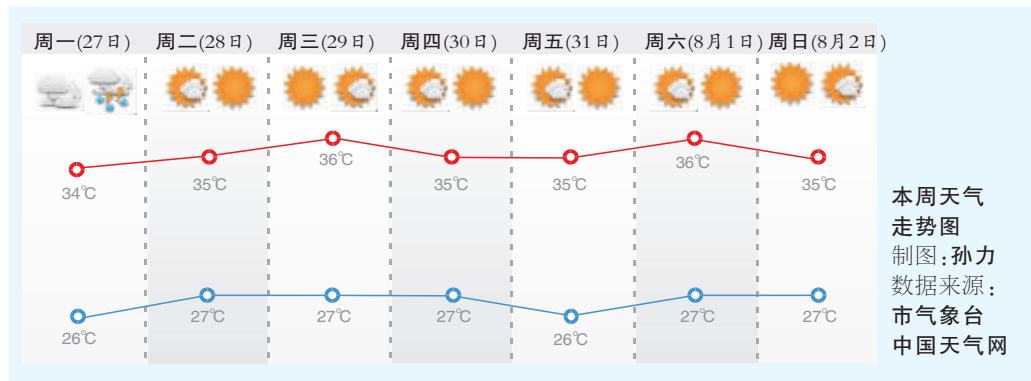 周一(27日) 周二(28日) 周三(29日) 周四(30日) 周五(31日) 周六(8月1日) 周日(8月2日)
34℃ 35℃ 36℃ 35℃ 35℃ 36℃ 35℃
26℃ 27℃ 27℃ 27℃ 26℃ 27℃ 27℃
本周天气
走势图
制图:孙力
数据来源:
市气象台
中国天气网